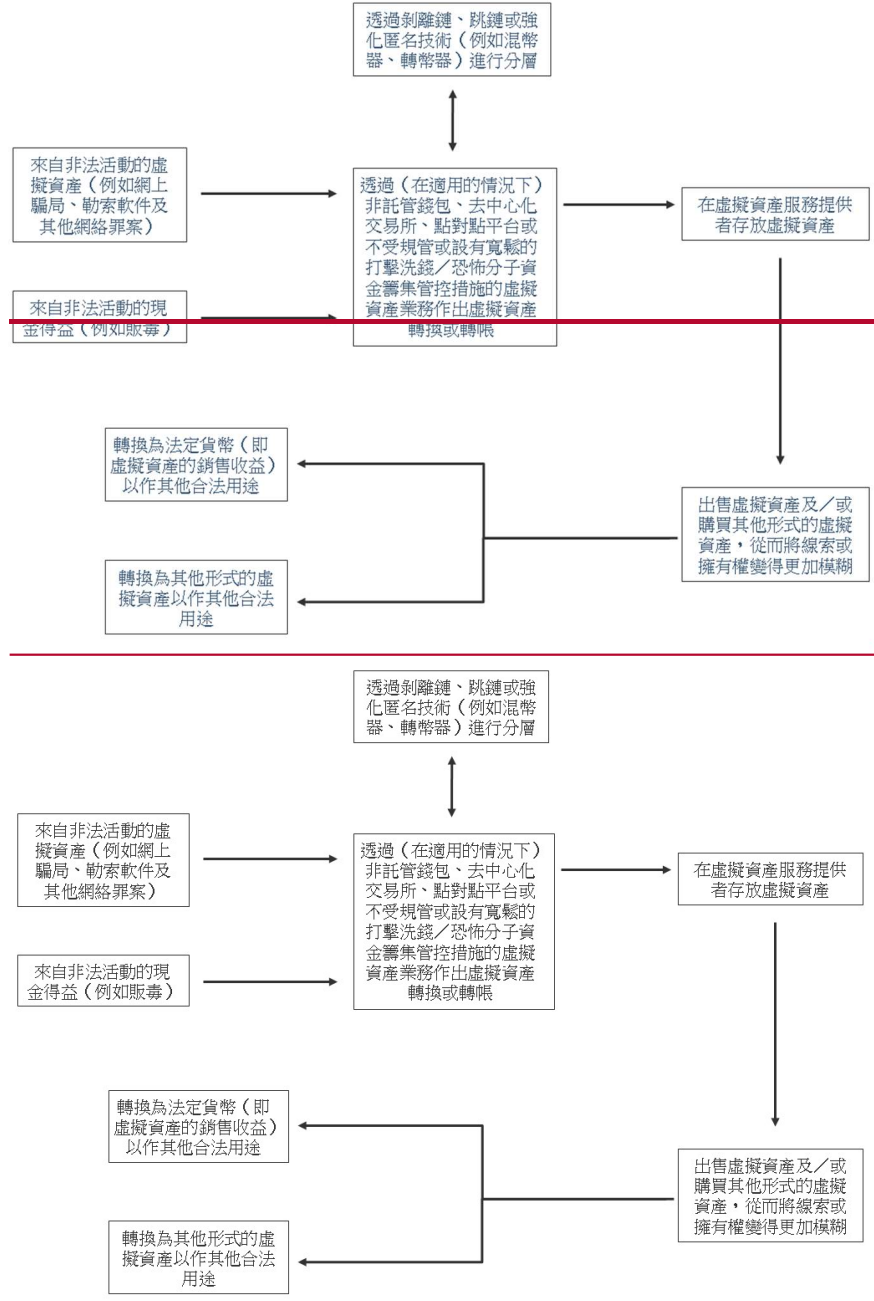 透過剝離鏈、跳鏈或強
化匿名技術（例如混幣
器、轉幣器）進行分層
來自非法活動的虛
擬資產（例如網上
騙局、勒索軟件及
其他網絡罪案）
透過（在適用的情況下）
非託管錢包、去中心化
交易所、點對點平台或
不受規管或設有寬鬆的
打擊洗錢／恐怖分子資
金籌集管控措施的虛擬
資產業務作出虛擬資產
轉換或轉帳
在虛擬資產服務提供
者存放虛擬資產
來自非法活動的現
金得益（例如販毒）
轉換為法定貨幣（即
虛擬資產的銷售收益）
以作其他合法用途
出售虛擬資產及／或
購買其他形式的虛擬
資產，從而將線索或
擁有權變得更加模糊
轉換為其他形式的虛
擬資產以作其他合法
用途
透過剝離鏈、跳鏈或強
化匿名技術（例如混幣
器、轉幣器）進行分層
來自非法活動的虛
擬資產（例如網上
騙局、勒索軟件及
其他網絡罪案）
透過（在適用的情況下）
非託管錢包、去中心化
交易所、點對點平台或
不受規管或設有寬鬆的
打擊洗錢／恐怖分子資
金籌集管控措施的虛擬
資產業務作出虛擬資產
轉換或轉帳
在虛擬資產服務提供
者存放虛擬資產
來自非法活動的現
金得益（例如販毒）
轉換為法定貨幣（即
虛擬資產的銷售收益）
以作其他合法用途
出售虛擬資產及／或
購買其他形式的虛擬
資產，從而將線索或
擁有權變得更加模糊
轉換為其他形式的虛
擬資產以作其他合法
用途